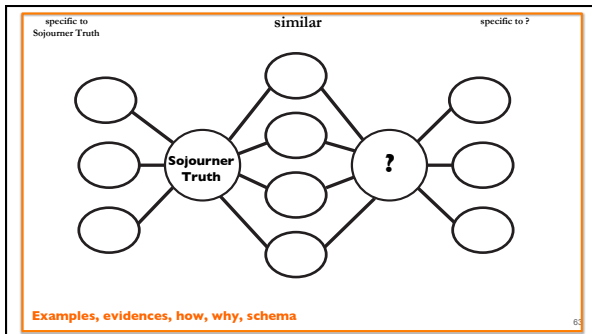 specific to
Sojourner Truth
similar
specific to ?
Sojourner
Truth
?
Examples, evidences, how, why, schema
63